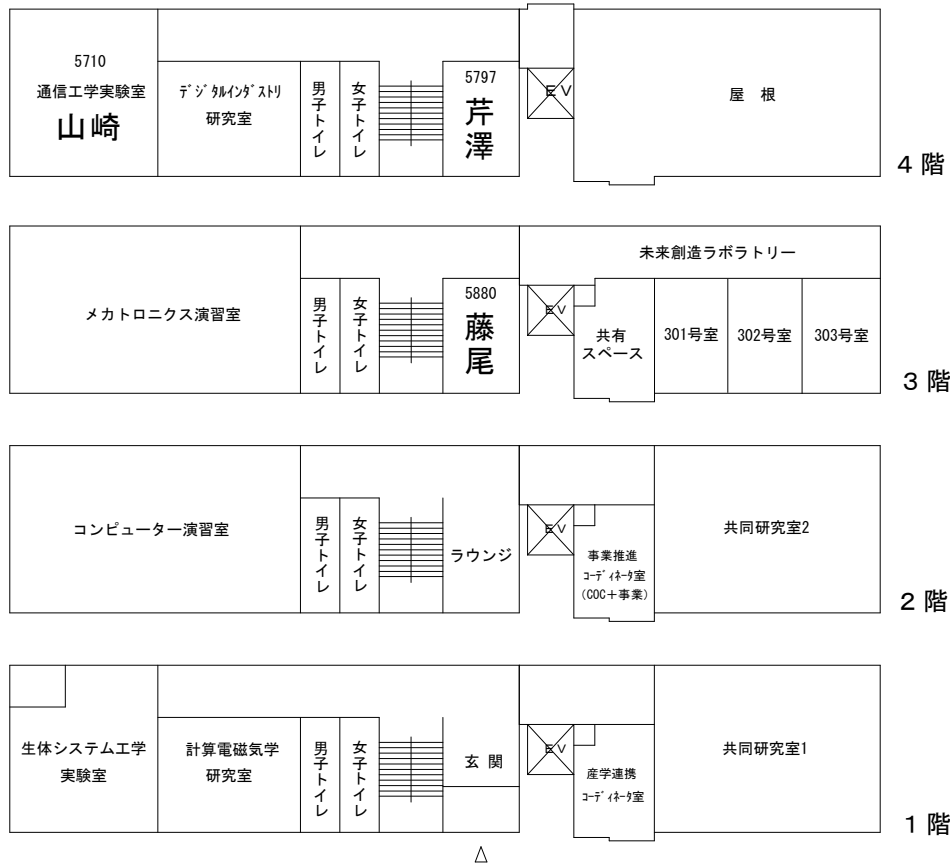 5710
通信工学実験室
山崎
ﾃﾞｼﾞﾀﾙｲﾝﾀﾞｽﾄﾘ
研究室
男子トイレ
女子トイレ
5797
芹澤
EV
屋 根
4 階
メカトロニクス演習室
男子トイレ
女子トイレ
5880
藤尾
EV
未来創造ラボラトリー
共有
スペース
301号室
302号室
303号室
3 階
コンピューター演習室
男子トイレ
女子トイレ
ラウンジ
EV
事業推進
ｺｰﾃﾞｨﾈｰﾀ室
(COC+事業)
共同研究室2
2 階
生体システム工学
実験室
計算電磁気学
研究室
男子トイレ
女子トイレ
玄 関
EV
産学連携
ｺｰﾃﾞｨﾈｰﾀ室
共同研究室1
1 階